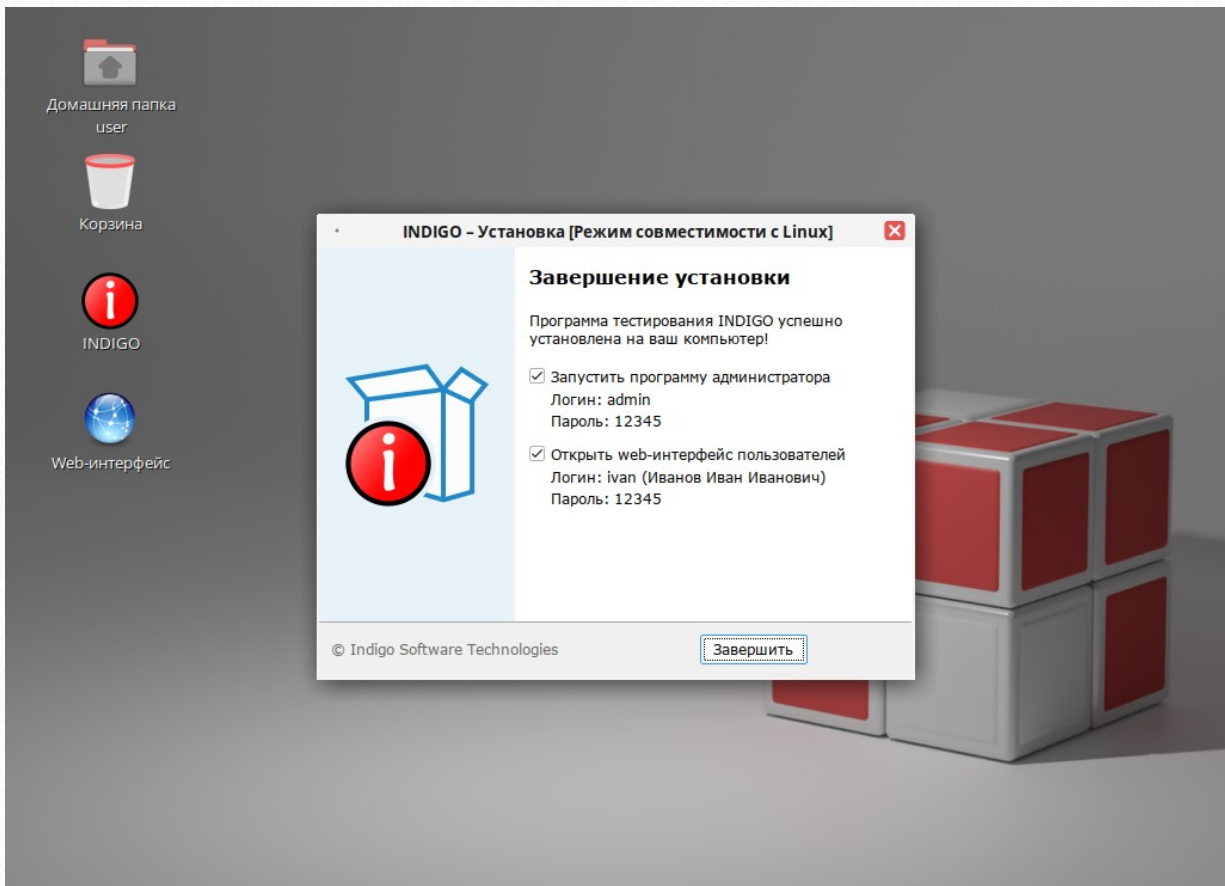 Домашняя папка
user
Корзина
INDIGO
Web-интерфейс
INDIGO – Установка [Режим совместимости с Linux]
Завершение установки
Программа тестирования INDIGO успешно
установлена на ваш компьютер!
Запустить программу администратора
Логин: admin
Пароль: 12345
Открыть web-интерфейс пользователей
Логин: ivan (Иванов Иван Иванович)
Пароль: 12345
© Indigo Software Technologies
Завершить